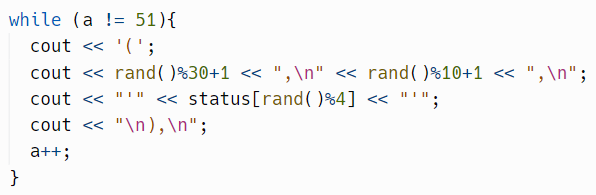 while (a != 51){
cout << '(';
cout << rand()%30+1 << ",\n" << rand()%10+1 << ",\n";
cout << "'" << status[rand()%4] << "'";
cout << "\n),\n";
a++;
}